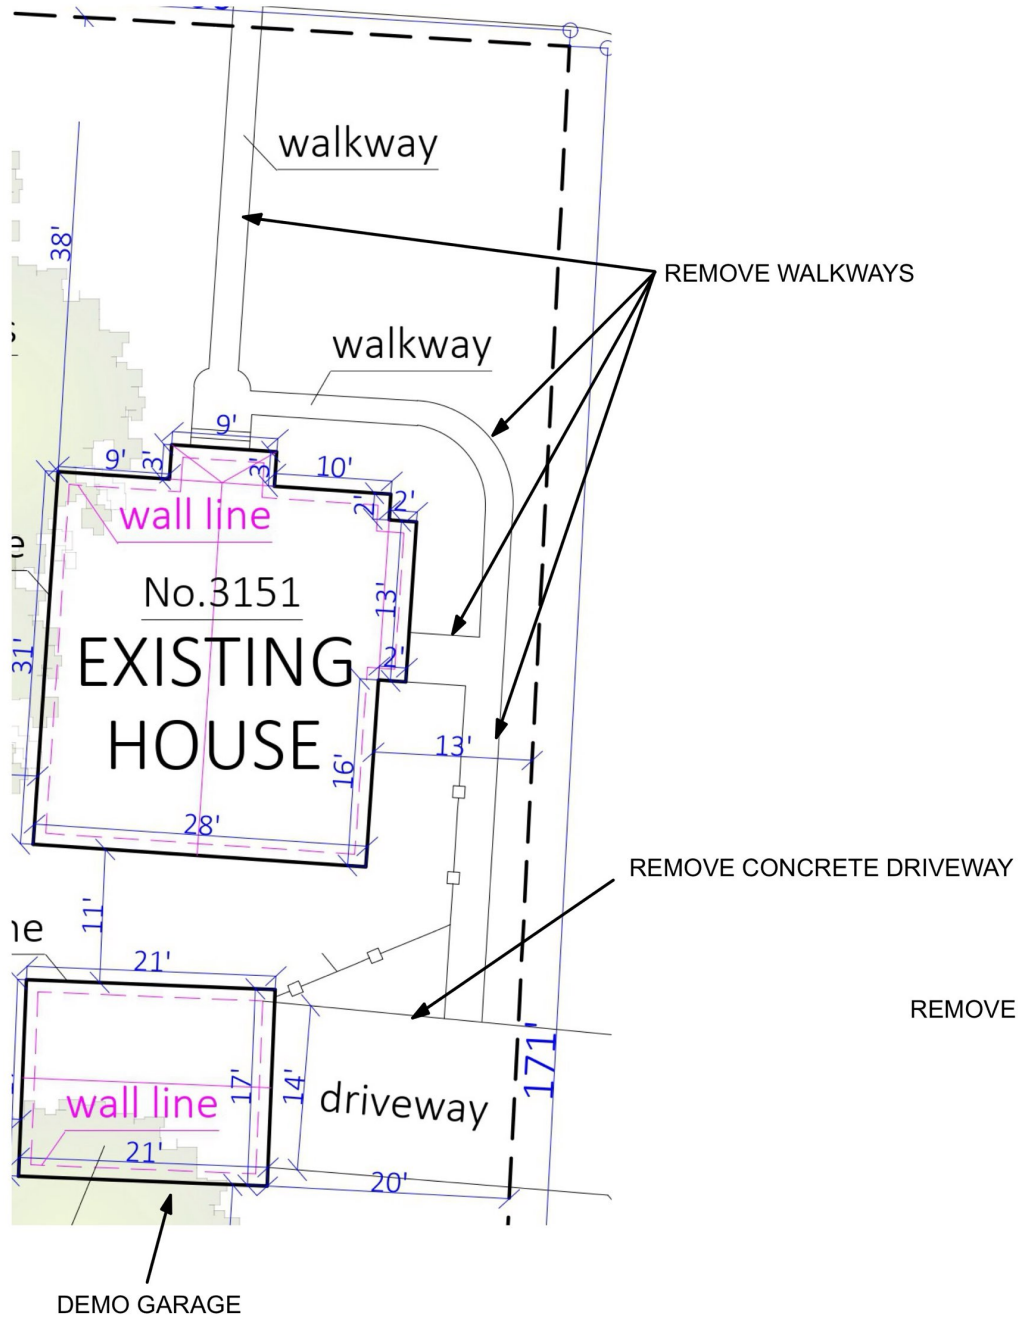 walkway
38'
REMOVE WALKWAYS
walkway
9'
9'
3'
3'
10'
2'
2'
wall line
No.3151
13'
EXISTING
31'
2'
HOUSE
13'
16'
28'
REMOVE CONCRETE DRIVEWAY
11'
21'
REMOVE
171'
17'
14'
driveway
wall line
21'
20'
DEMO GARAGE